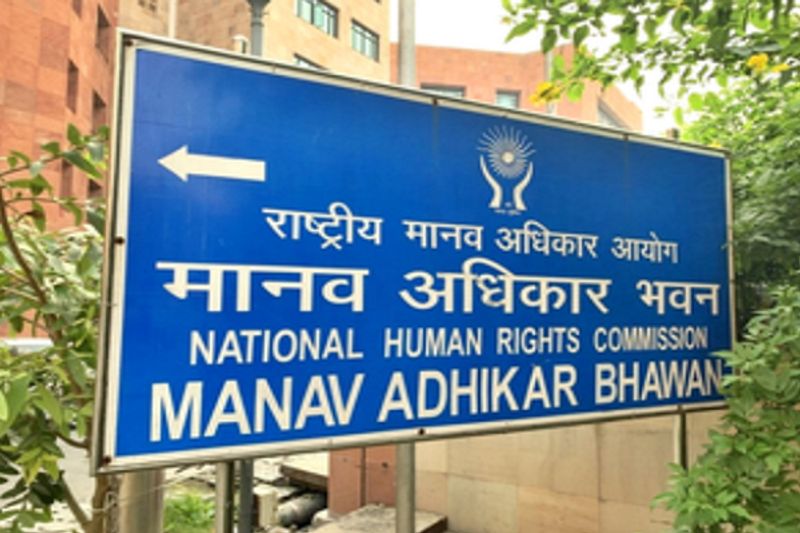 राष्ट्रीय मानव अधिकार आयोग
मानव अधिकार भवन
NATIONAL HUMAN RIGHTS COMMISSION
MANAV ADHIKAR BHAWAN